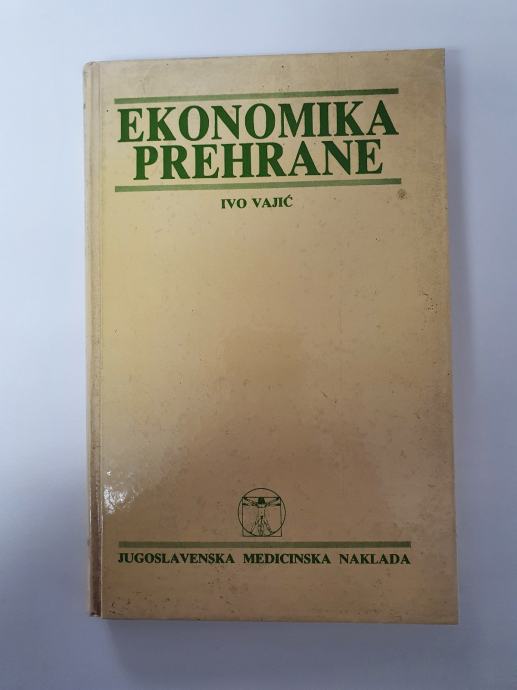 EKONOMIKA
PREHRANE
IVO VAJIĆ
JUGOSLAVENSKA MEDICINSKA NAKLADA